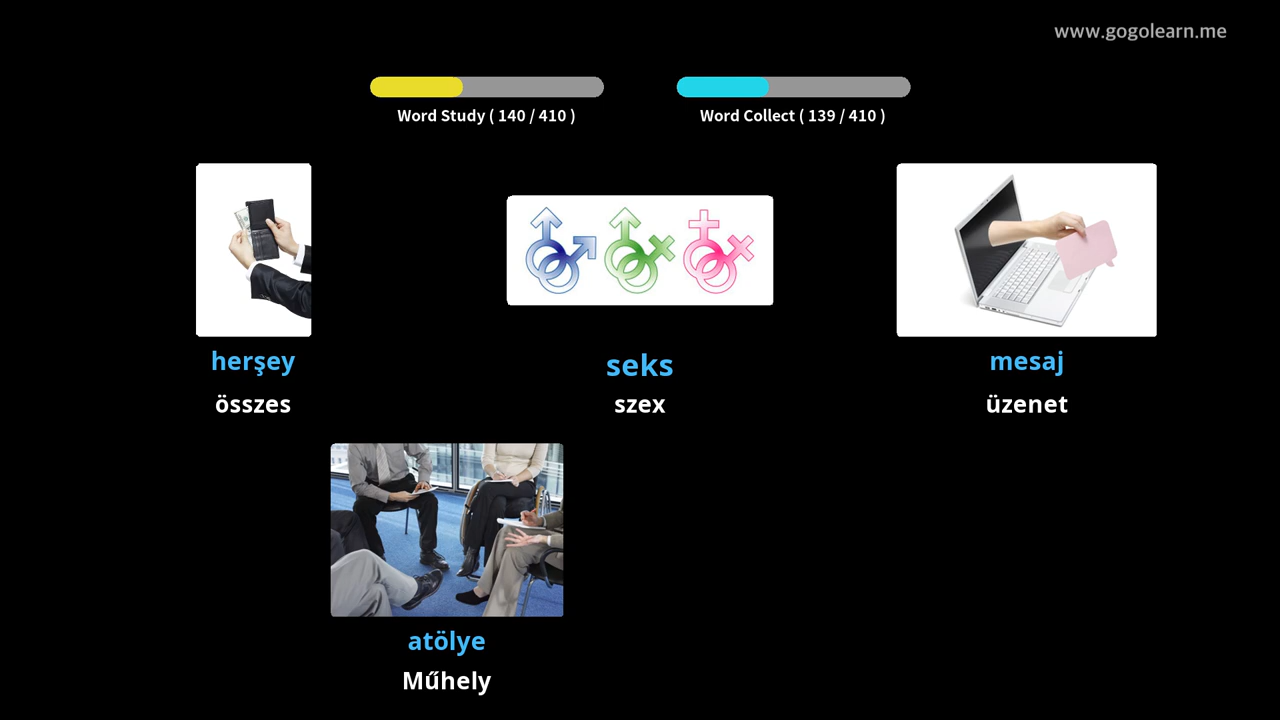 www.gogolearn.me
Word Study ( 140 / 410 )
Word Collect ( 139 / 410 )
herşey
összes
seks
szex
mesaj
üzenet
atölye
Műhely